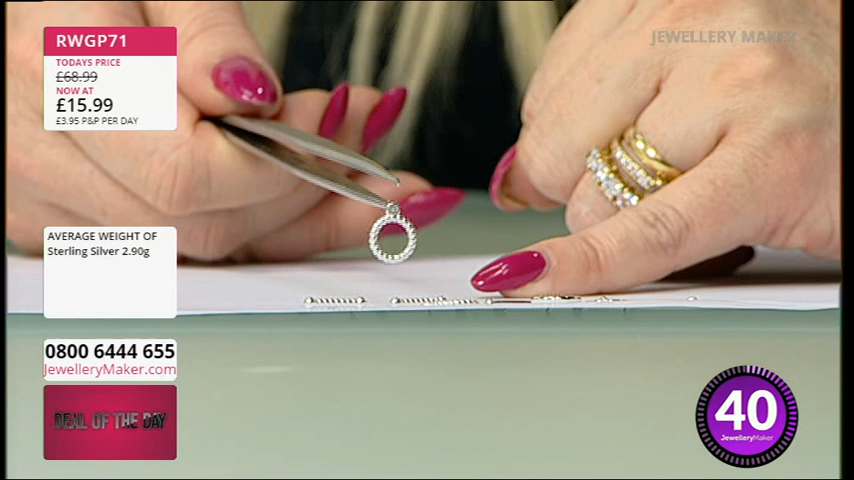 RWGP71
TODAYS PRICE
£68.99
NOW AT
£15.99
£3.95 P&P PER DAY
JEWELLERY MAKER
AVERAGE WEIGHT OF
Sterling Silver 2.90g
0800 6444 655
JewelleryMaker.com
DEAL OF THE DAY
40
JewelleryMaker